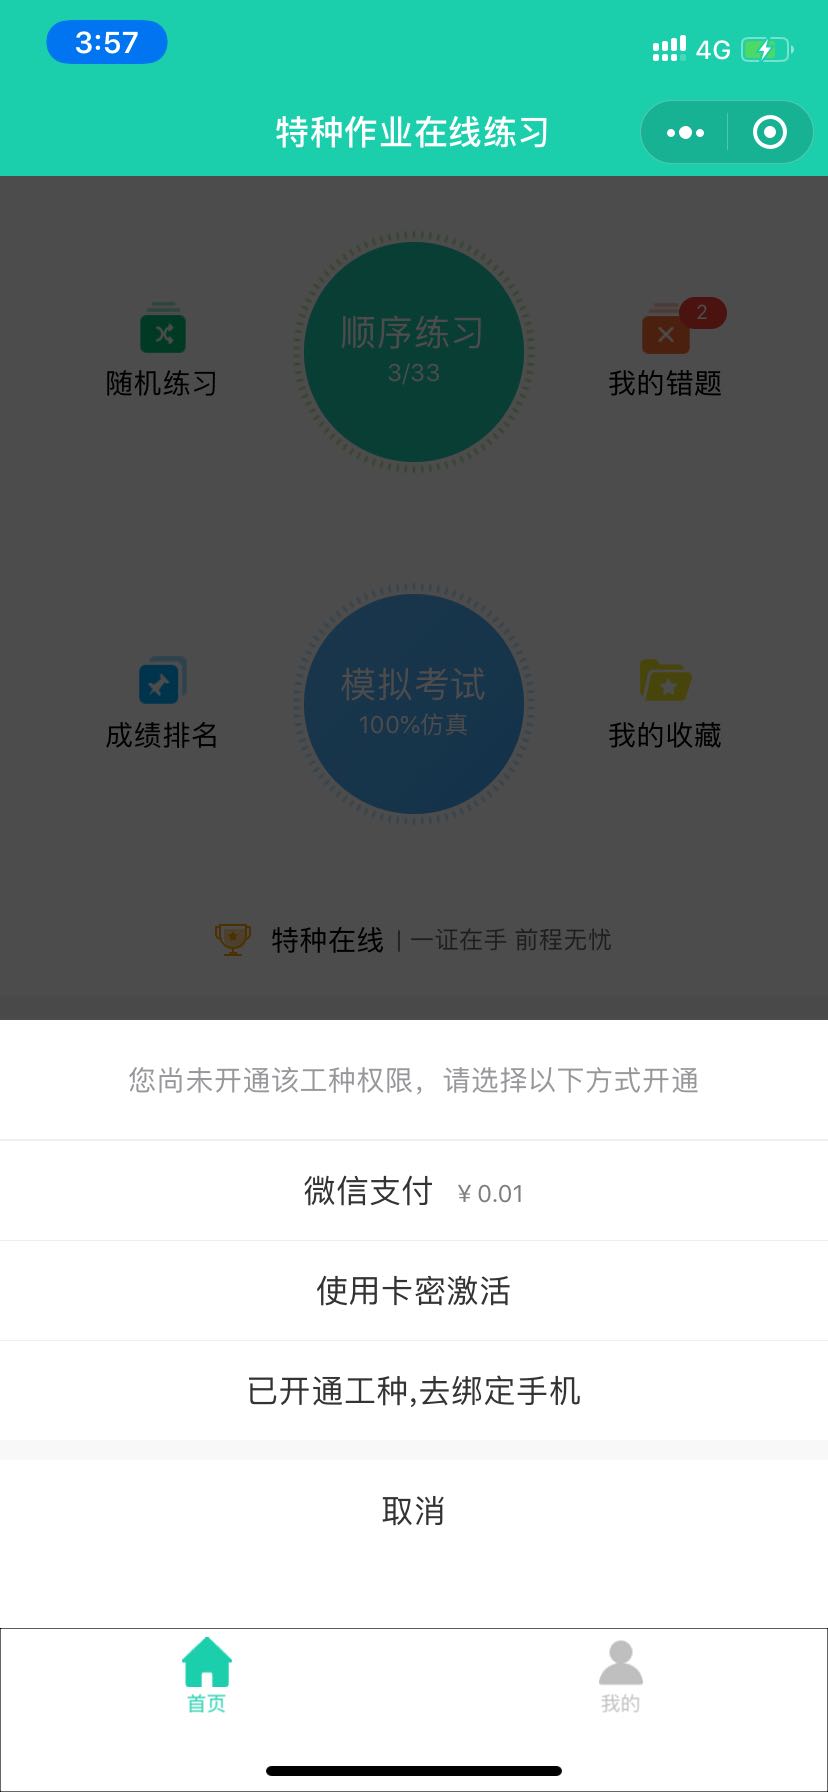 3:57
4G
特种作业在线练习
顺序练习
3/33
随机练习
2
我的错题
模拟考试
100%仿真
成绩排名
我的收藏
特种在线 | 一证在手 前程无忧
您尚未开通该工种权限，请选择以下方式开通
微信支付 ¥ 0.01
使用卡密激活
已开通工种,去绑定手机
取消
首页
我的